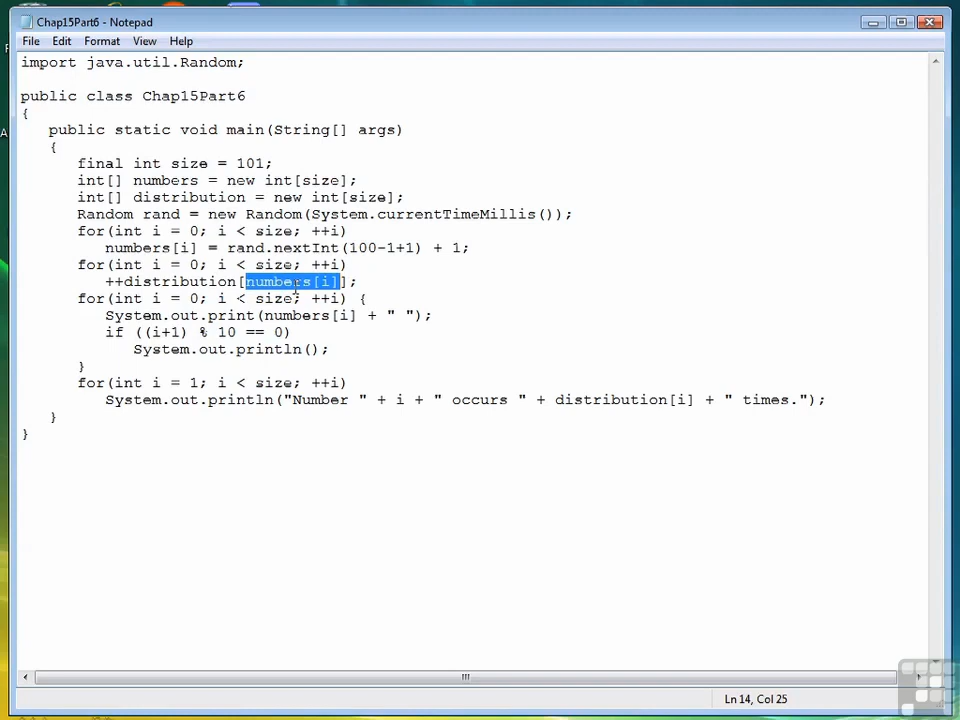 Chap15Part6 - Notepad
File Edit Format View Help
import java.util.Random;
public class Chap15Part6
{
public static void main(String[] args)
{
final int size = 101;
int[] numbers = new int[size];
int[] distribution = new int[size];
Random rand = new Random(System.currentTimeMillis());
for(int i = 0; i < size; ++i)
numbers[i] = rand.nextInt(100-1+1) + 1;
for(int i = 0; i < size; ++i)
++distribution[numbers[i]];
for(int i = 0; i < size; ++i) {
System.out.print(numbers[i] + " ");
if ((i+1) % 10 == 0)
System.out.println();
}
for(int i = 1; i < size; ++i)
System.out.println("Number " + i + " occurs " + distribution[i] + " times.");
}
}
Ln 14, Col 25